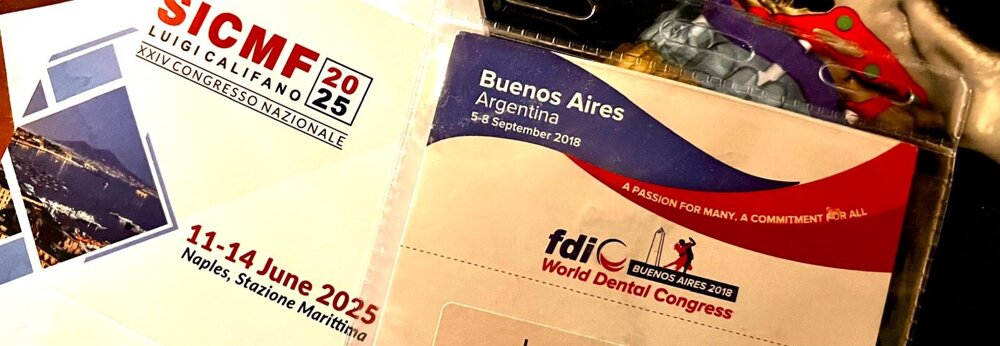 SICMF
LUIGI CALIFANO
2025
XXIV CONGRESSO NAZIONALE
11-14 June 2025
Naples, Stazione Marittima
Buenos Aires
Argentina
5-8 September 2018
A PASSION FOR MANY, A COMMITMENT FOR ALL
fdi
BUENOS AIRES 2018
World Dental Congress